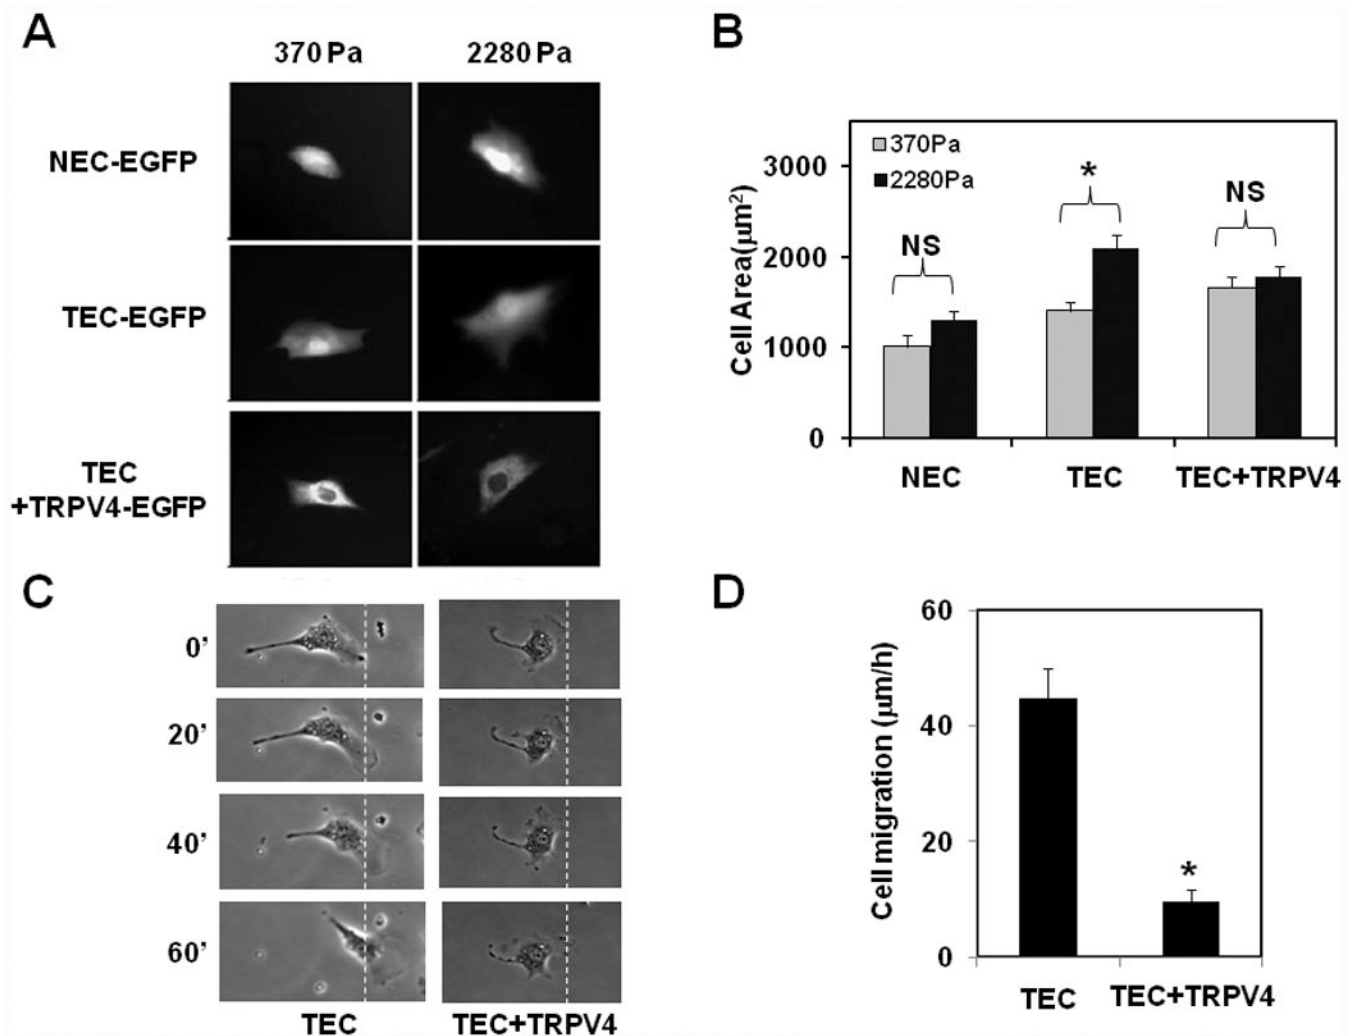 A
370 Pa 2280 Pa
NEC-EGFP
TEC-EGFP
TEC
+TRPV4-EGFP
B
370Pa
2280Pa
Cell Area(μm²)
3000
2000
1000
0
NS
*
NS
NEC TEC TEC+TRPV4
C
0’
20’
40’
60’
TEC TEC+TRPV4
D
Cell migration (μm/h)
60
40
20
0
*
TEC TEC+TRPV4